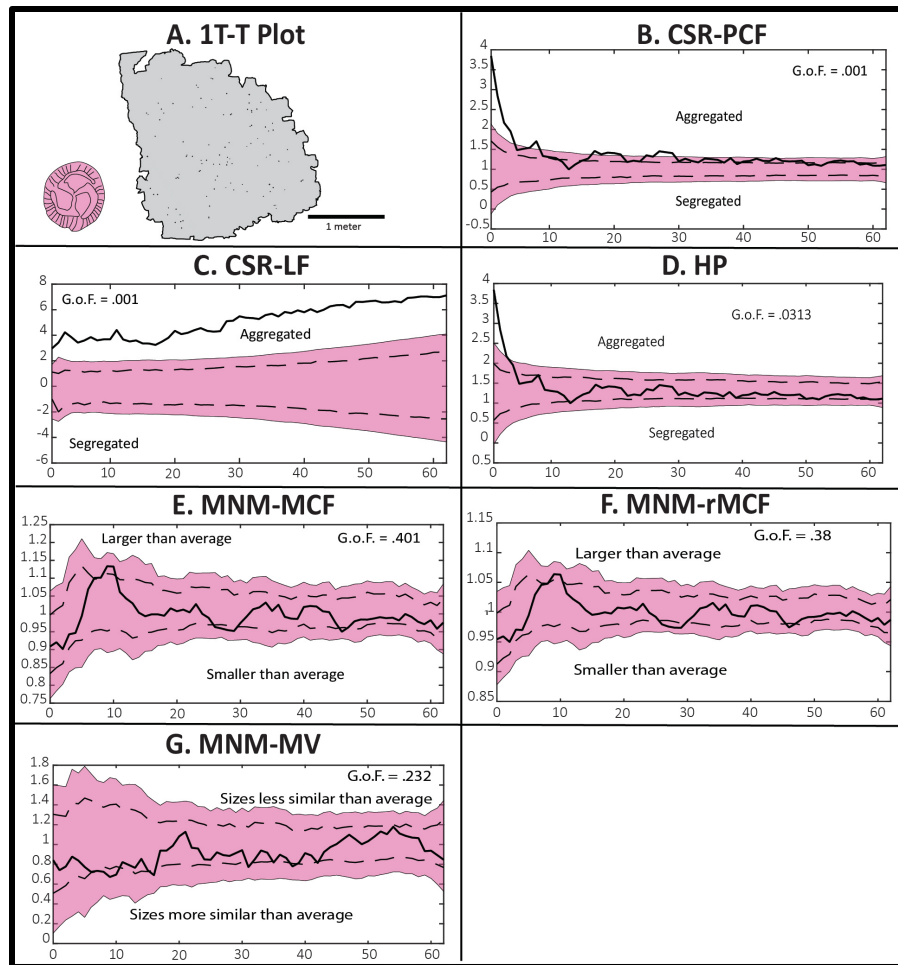 A. 1T-T Plot
1 meter
B. CSR-PCF
G.o.F. = .001
Aggregated
Segregated
4
3.5
3
2.5
2
1.5
1
0.5
0
-0.5
0 10 20 30 40 50 60
C. CSR-LF
G.o.F. = .001
Aggregated
Segregated
8
6
4
2
0
-2
-4
-6
0 10 20 30 40 50 60
D. HP
G.o.F. = .0313
Aggregated
Segregated
4
3.5
3
2.5
2
1.5
1
0.5
0
0.5
0 10 20 30 40 50 60
E. MNM-MCF
Larger than average
G.o.F. = .401
Smaller than average
1.25
1.2
1.15
1.1
1.05
1
0.95
0.9
0.85
0.8
0.75
0 10 20 30 40 50 60
F. MNM-rMCF
G.o.F. = .38
Larger than average
Smaller than average
1.15
1.1
1.05
1
0.95
0.9
0.85
0 10 20 30 40 50 60
G. MNM-MV
G.o.F. = .232
Sizes less similar than average
Sizes more similar than average
1.8
1.6
1.4
1.2
1
0.8
0.6
0.4
0.2
0
0 10 20 30 40 50 60